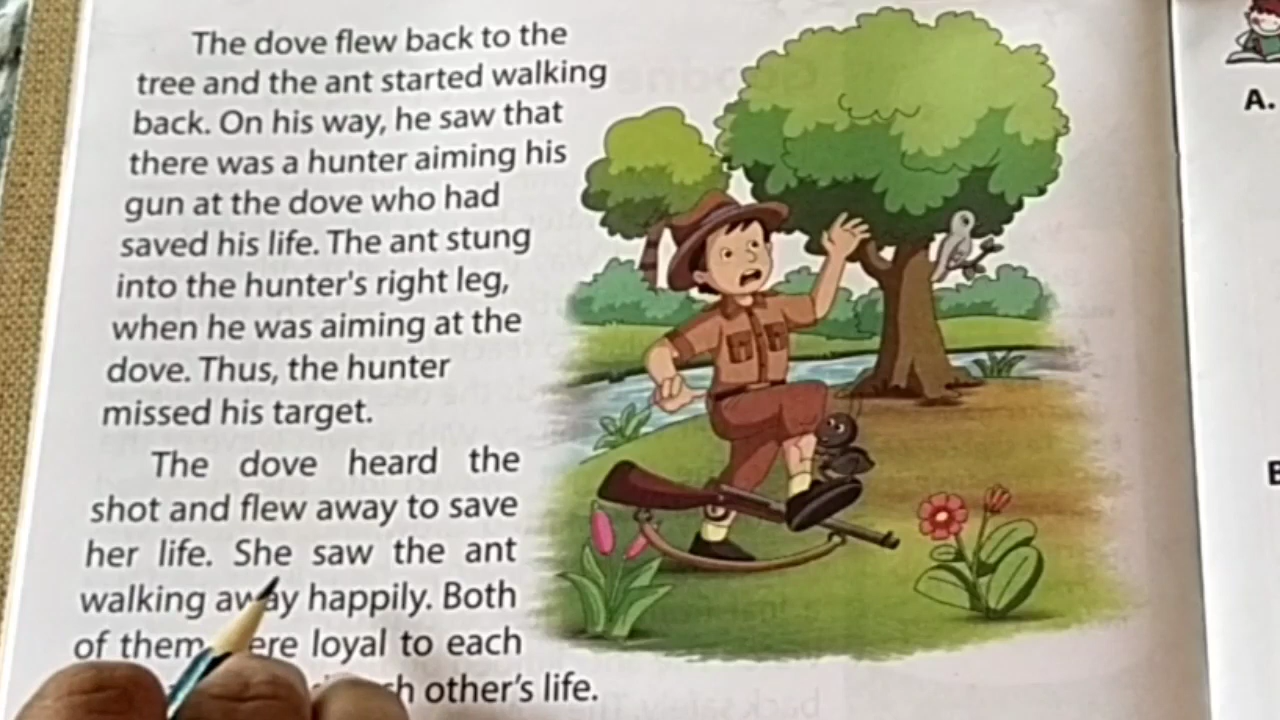 The dove flew back to the
tree and the ant started walking
back. On his way, he saw that
there was a hunter aiming his
gun at the dove who had
saved his life. The ant stung
into the hunter's right leg,
when he was aiming at the
dove. Thus, the hunter
missed his target.
The dove heard the
shot and flew away to save
her life. She saw the ant
walking away happily. Both
of them were loyal to each
other's life.
A.